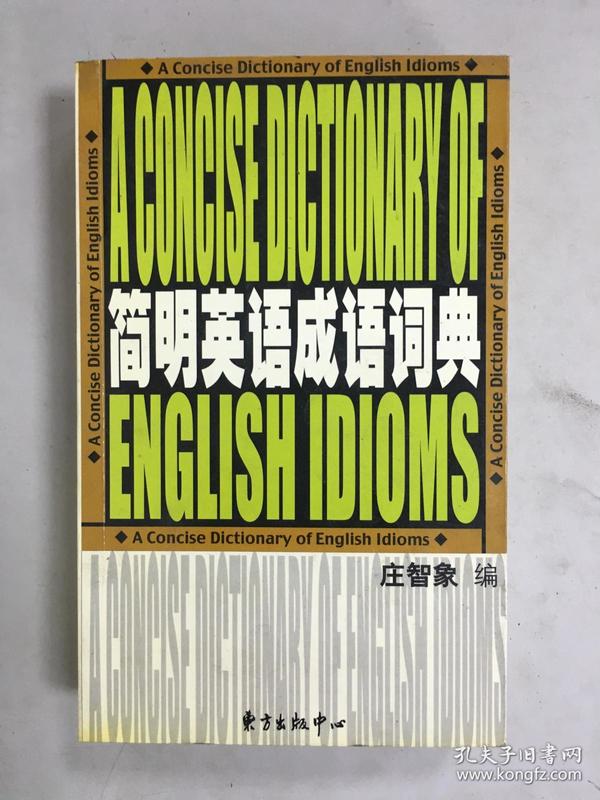 ◆ A Concise Dictionary of English Idioms ◆
◆ A Concise Dictionary of English Idioms ◆
A CONCISE DICTIONARY OF
简明英语成语词典
ENGLISH IDIOMS
◆ A Concise Dictionary of English Idioms ◆
◆ A Concise Dictionary of English Idioms ◆
庄智象 编
A CONCISE DICTIONARY OF ENGLISH IDIOMS
东方出版中心
孔夫子旧书网
www.kongfz.com